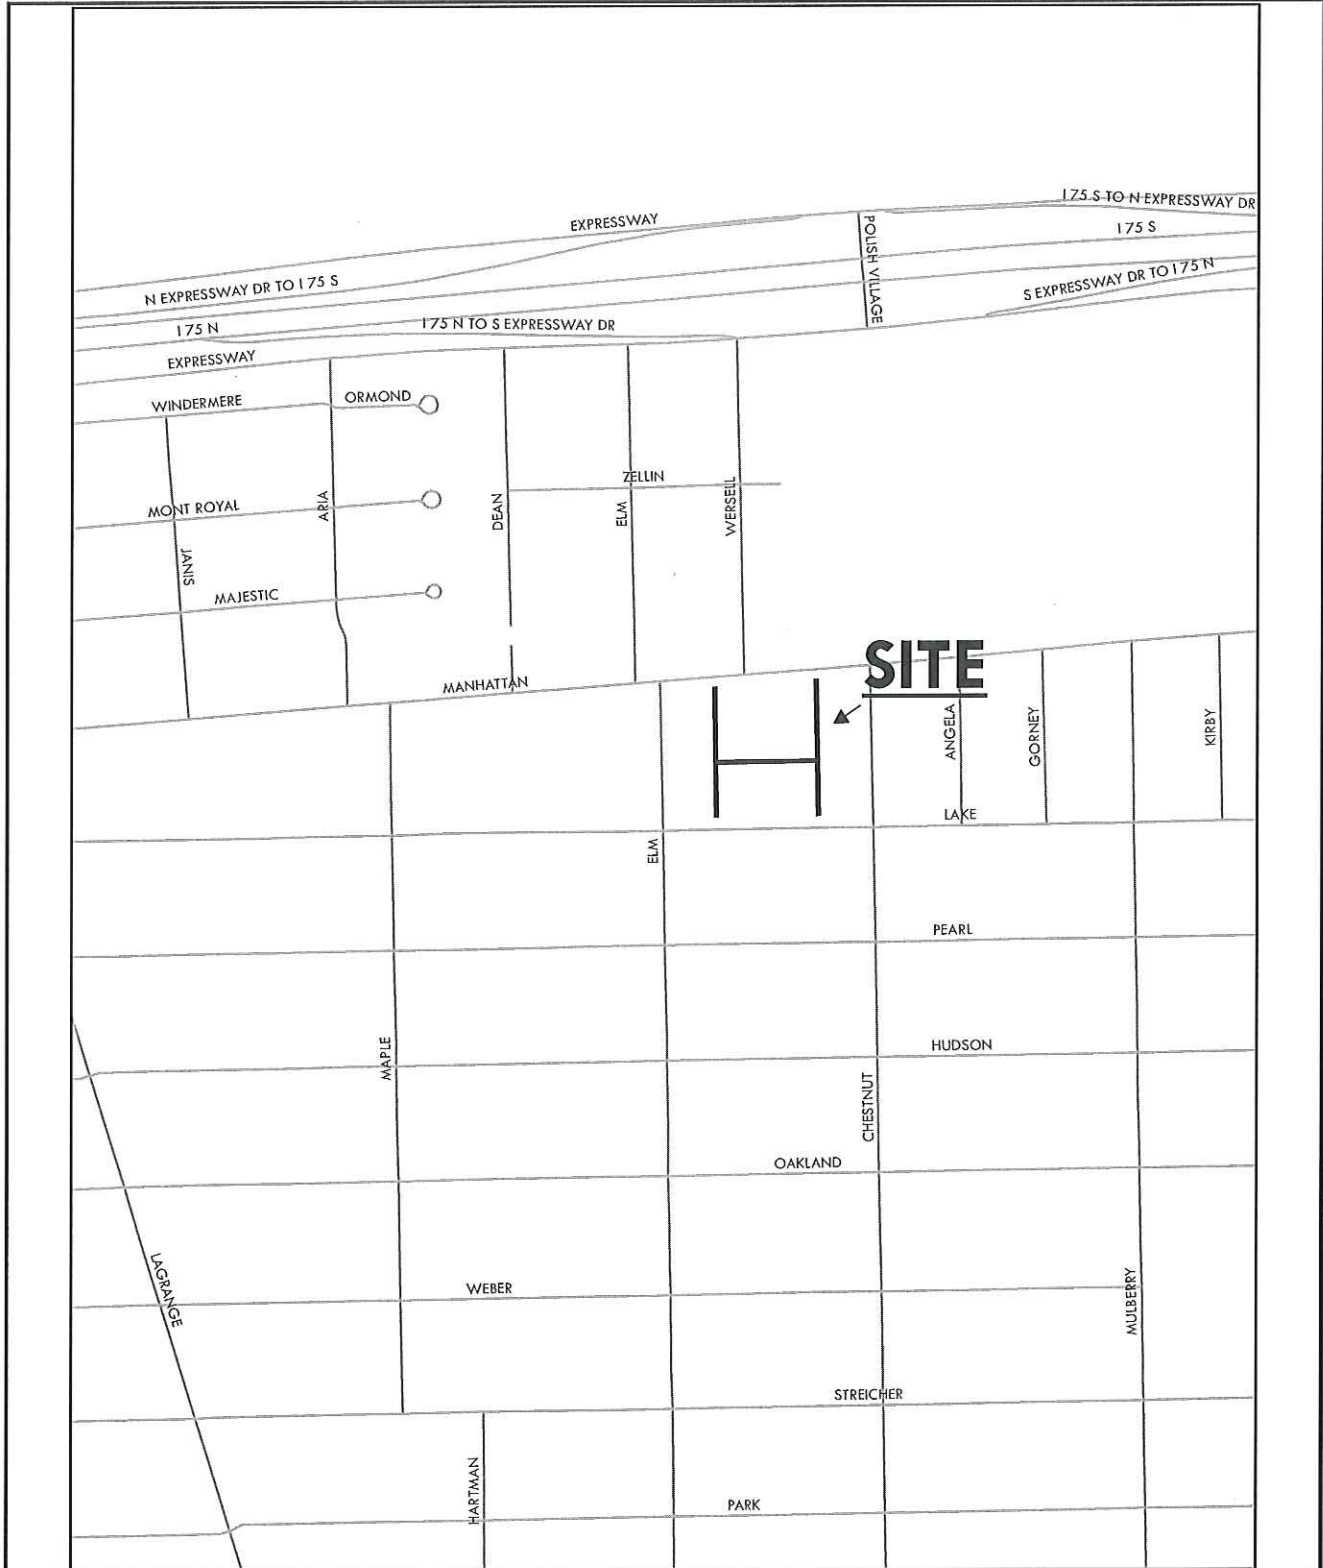 I 75 S TO N EXPRESSWAY DR
EXPRESSWAY
POLISH VILLAGE
I 75 S
N EXPRESSWAY DR TO I 75 S
S EXPRESSWAY DR TO I 75 N
I 75 N
I 75 N TO S EXPRESSWAY DR
EXPRESSWAY
WINDERMERE
ORMOND
ZELLIN
MONT ROYAL
ARIA
DEAN
ELM
WERSELL
JANIS
MAJESTIC
SITE
MANHATTAN
ANGELA
GORNEY
KIRBY
LAKE
ELM
PEARL
MAPLE
HUDSON
CHESTNUT
OAKLAND
LAGRANGE
WEBER
MULBERRY
STREICHER
HARTMAN
PARK